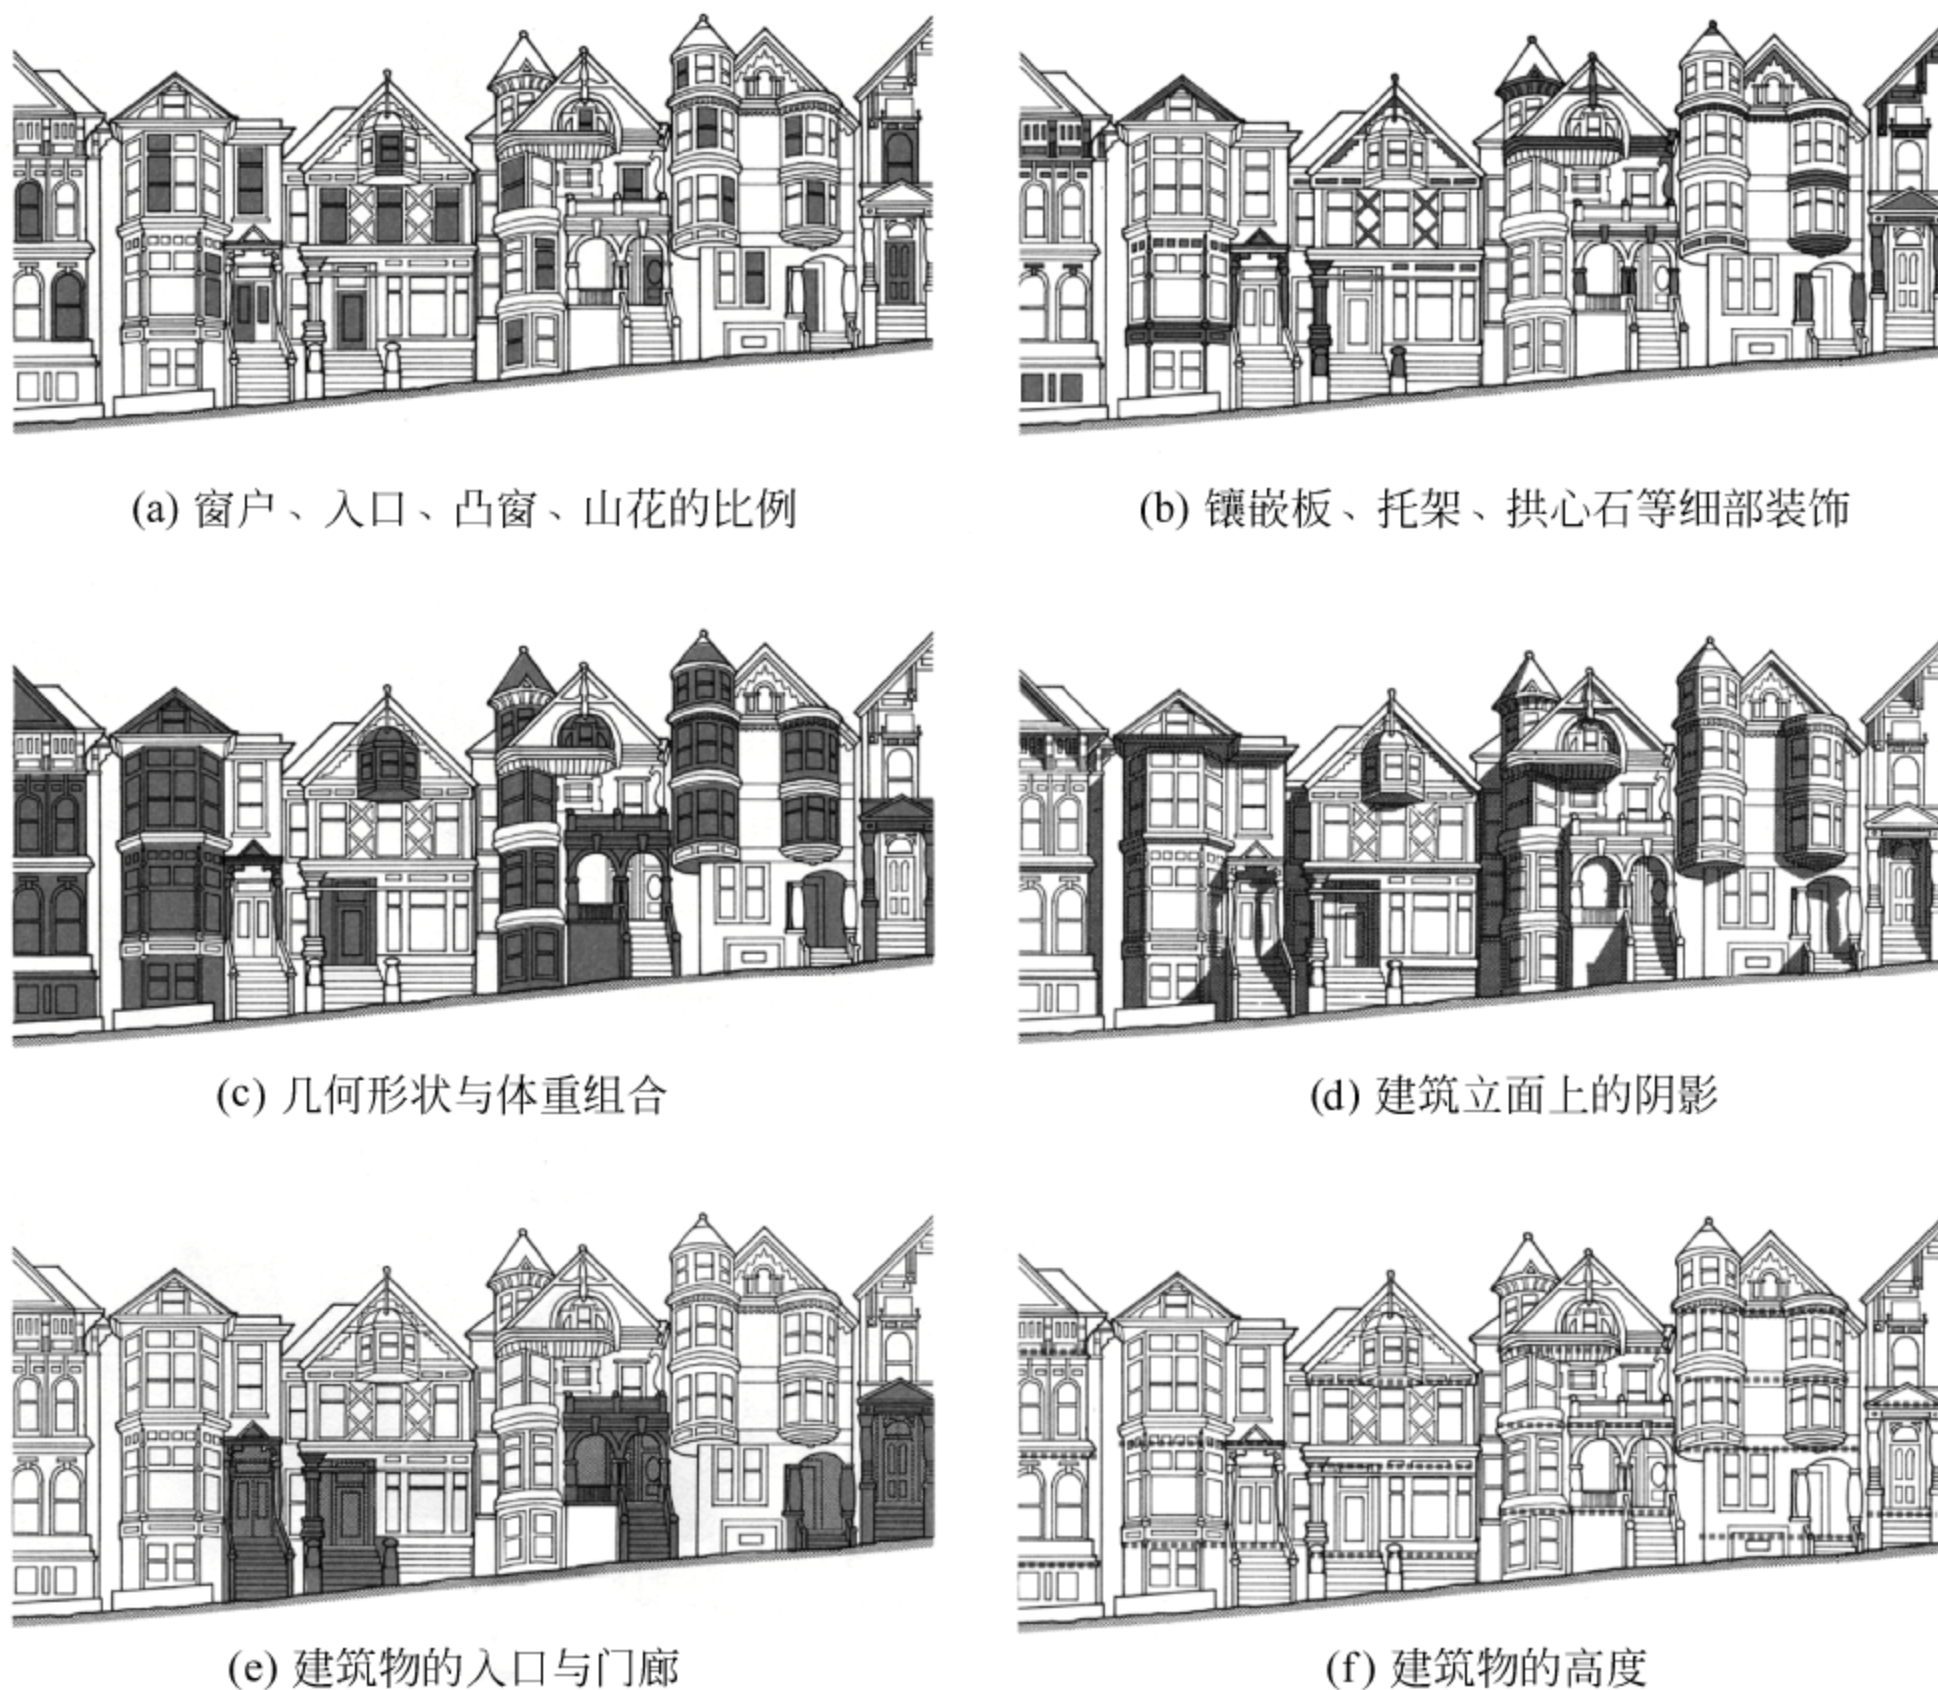 (a) 窗户、入口、凸窗、山花的比例
(b) 镶嵌板、托架、拱心石等细部装饰
(c) 几何形状与体重组合
(d) 建筑立面上的阴影
(e) 建筑物的入口与门廊
(f) 建筑物的高度